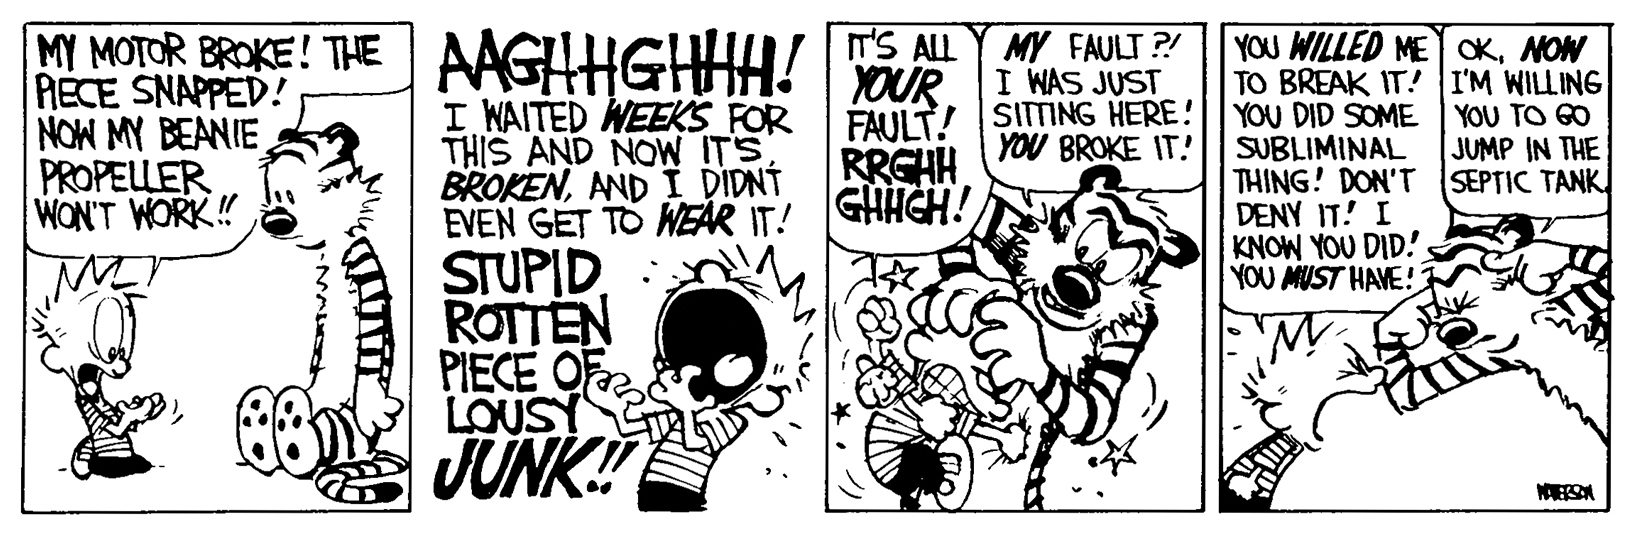 MY MOTOR BROKE! THE
PIECE SNAPPED!
NOW MY BEANIE
PROPELLER
WON'T WORK!!
AAGHHGHHH!
I WAITED WEEKS FOR
THIS AND NOW IT'S
BROKEN, AND I DIDN'T
EVEN GET TO WEAR IT!
STUPID
ROTTEN
PIECE OF
LOUSY
JUNK!!
IT'S ALL
YOUR
FAULT!
RRGHH
GHHGH!
MY FAULT?!
I WAS JUST
SITTING HERE!
YOU BROKE IT!
YOU WILLED ME
TO BREAK IT!
YOU DID SOME
SUBLIMINAL
THING! DON'T
DENY IT! I
KNOW YOU DID!
YOU MUST HAVE!
OK, NOW
I'M WILLING
YOU TO GO
JUMP IN THE
SEPTIC TANK.
WATERSON